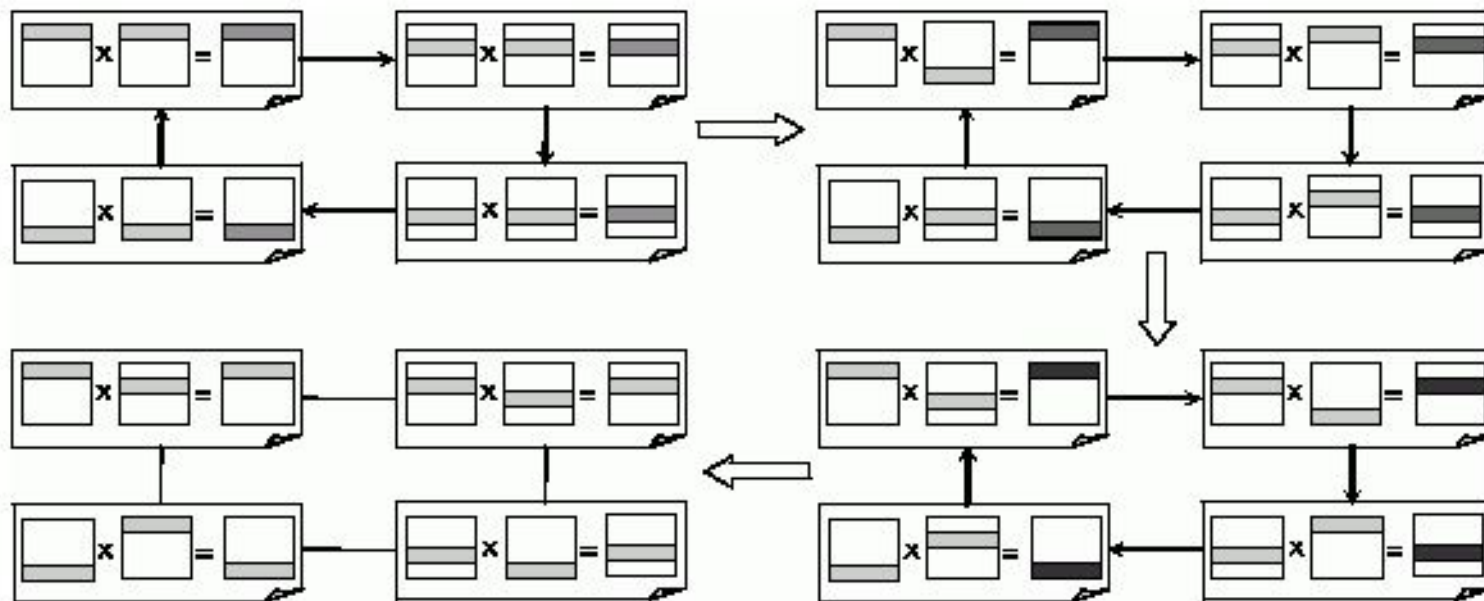 x = x = x = x =
x = x = x = x =
x = x = x = x =
x = x = x = x =